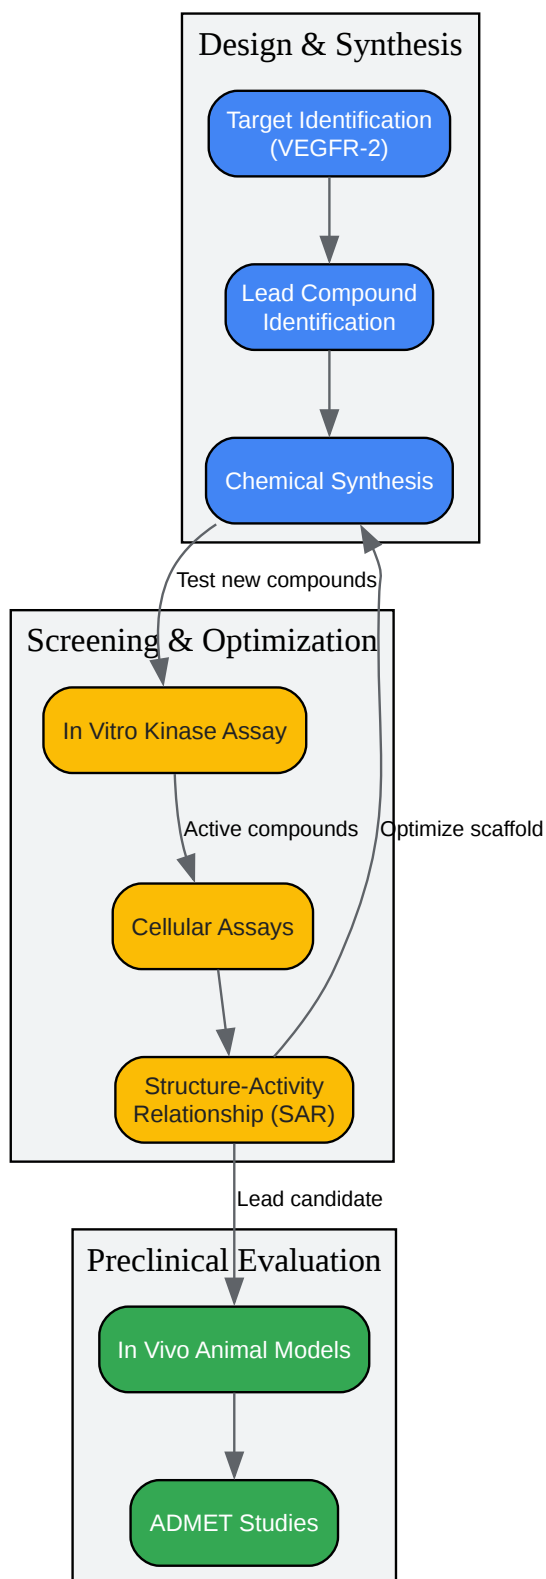 Design & Synthesis
Target Identification
(VEGFR-2)
Lead Compound
Identification
Chemical Synthesis
Test new compounds
Screening & Optimization
In Vitro Kinase Assay
Active compounds
Optimize scaffold
Cellular Assays
Structure-Activity
Relationship (SAR)
Lead candidate
Preclinical Evaluation
In Vivo Animal Models
ADMET Studies